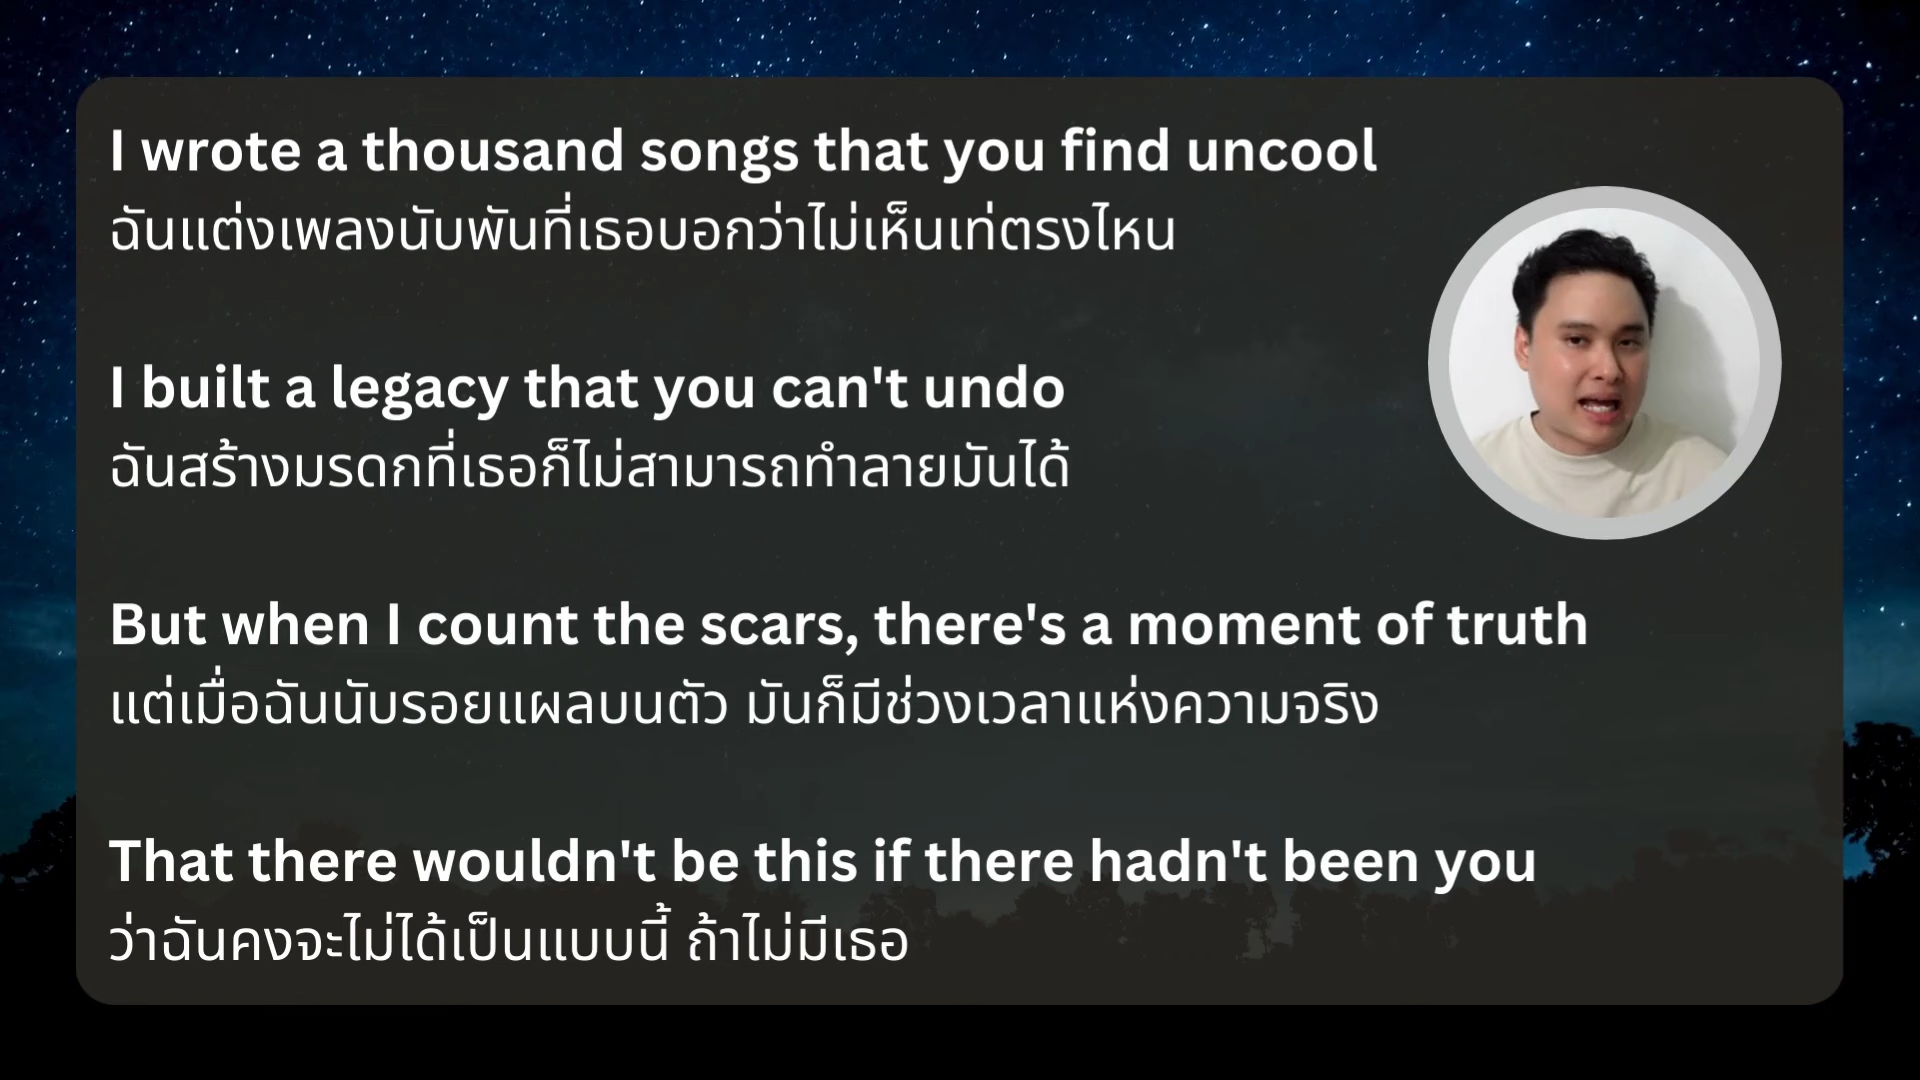 I wrote a thousand songs that you find uncool
ฉันแต่งเพลงนับพันที่เธอบอกว่าไม่เห็นเท่ตรงไหน
I built a legacy that you can't undo
ฉันสร้างมรดกที่เธอก็ไม่สามารถทำลายมันได้
But when I count the scars, there's a moment of truth
แต่เมื่อฉันนับรอยแผลบนตัว มันก็มีช่วงเวลาแห่งความจริง
That there wouldn't be this if there hadn't been you
ว่าฉันคงจะไม่ได้เป็นแบบนี้ ถ้าไม่มีเธอ